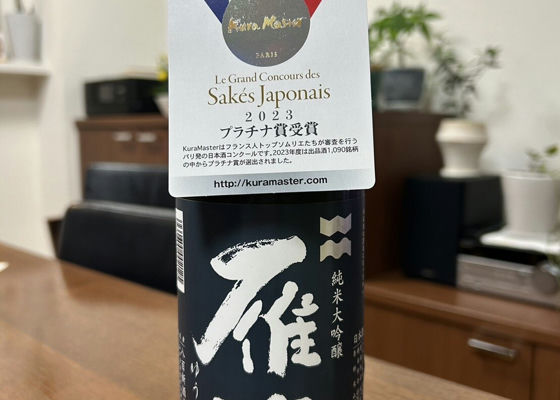 Kura Master
PARIS
Le Grand Concours des
Sakés Japonais
2023
プラチナ賞受賞
KuraMasterはフランス人トップソムリエたちが審査を行う
パリ発の日本酒コンクールです。2023年度は出品酒1,090銘柄
の中からプラチナ賞が選出されました。
http://kuramaster.com
純米大吟醸
雁